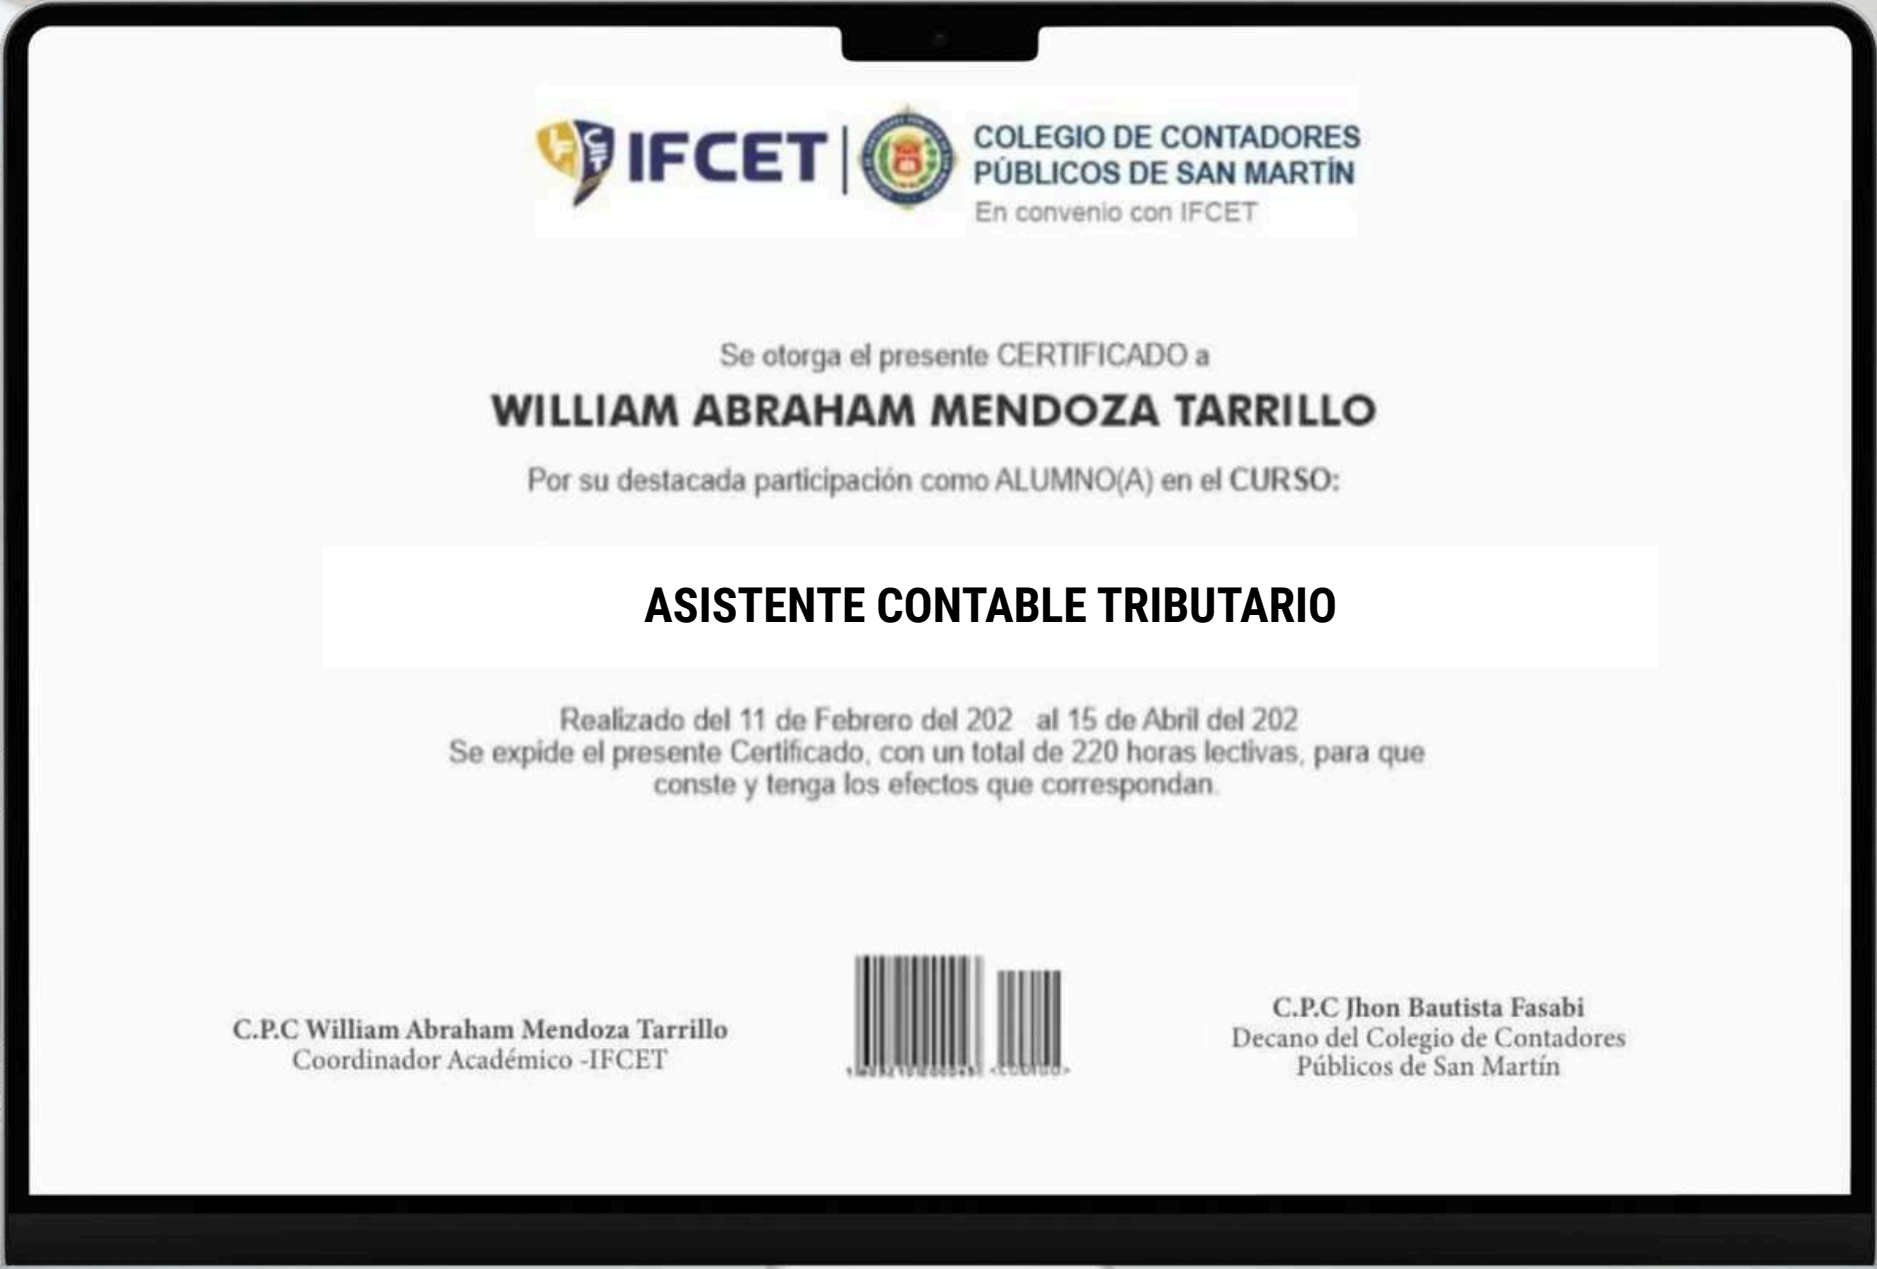 IFCET
COLEGIO DE CONTADORES
PÚBLICOS DE SAN MARTÍN
En convenio con IFCET
Se otorga el presente CERTIFICADO a
WILLIAM ABRAHAM MENDOZA TARRILLO
Por su destacada participación como ALUMNO(A) en el CURSO:
ASISTENTE CONTABLE TRIBUTARIO
Realizado del 11 de Febrero del 202 al 15 de Abril del 202
Se expide el presente Certificado, con un total de 220 horas lectivas, para que
conste y tenga los efectos que correspondan.
C.P.C William Abraham Mendoza Tarrillo
Coordinador Académico -IFCET
C.P.C Jhon Bautista Fasabi
Decano del Colegio de Contadores
Públicos de San Martín